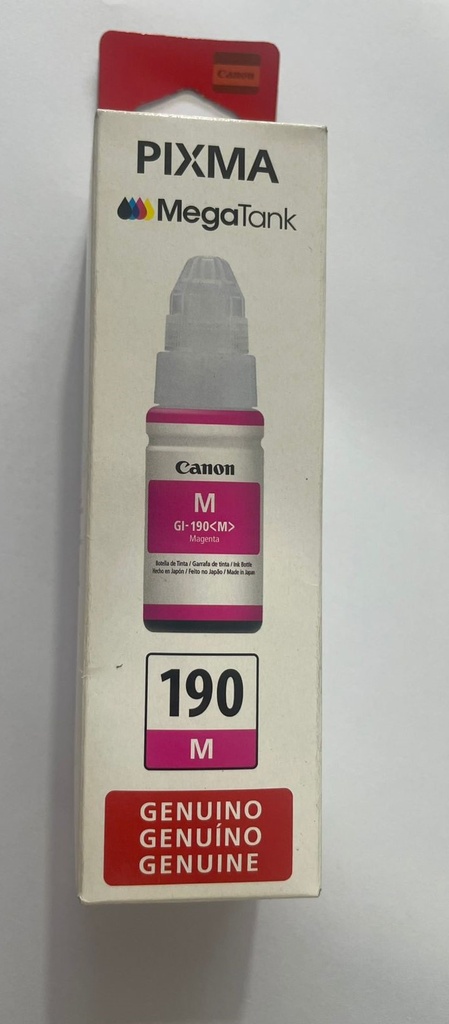 Canon
PIXMA
MegaTank
Canon
M
GI-190<M>
Magenta
Botella de Tinta / Garrafa de tinta / Ink Bottle
Hecho en Japón / Feito no Japão / Made in Japan
190
M
GENUINO
GENUÍNO
GENUINE